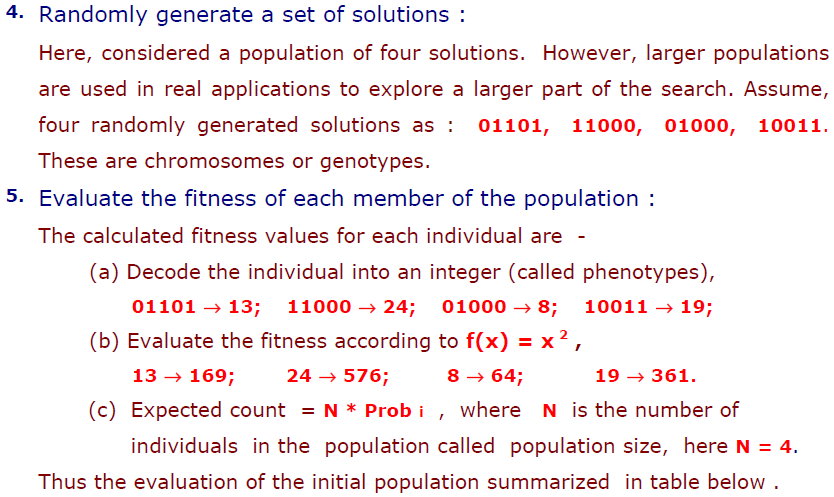 4. Randomly generate a set of solutions :
Here, considered a population of four solutions. However, larger populations
are used in real applications to explore a larger part of the search. Assume,
four randomly generated solutions as : 01101, 11000, 01000, 10011.
These are chromosomes or genotypes.
5. Evaluate the fitness of each member of the population :
The calculated fitness values for each individual are -
(a) Decode the individual into an integer (called phenotypes),
01101 → 13; 11000 → 24; 01000 → 8; 10011 → 19;
(b) Evaluate the fitness according to f(x) = x² ,
13 → 169; 24 → 576; 8 → 64; 19 → 361.
(c) Expected count = N * Prob i , where N is the number of
individuals in the population called population size, here N = 4.
Thus the evaluation of the initial population summarized in table below .